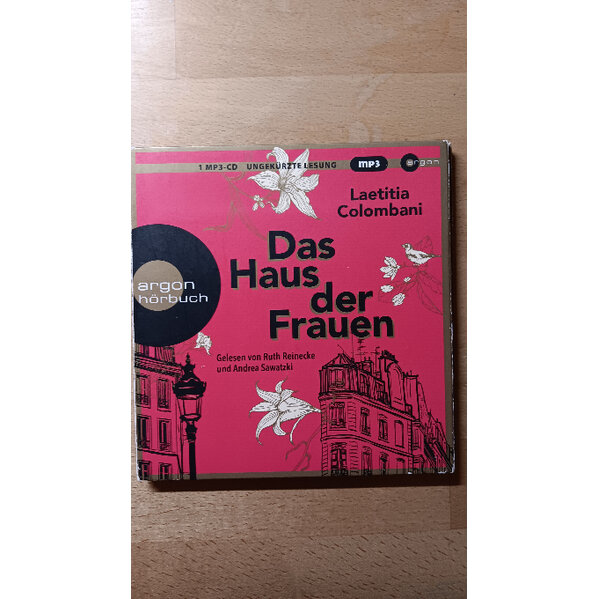 1 MP3-CD UNGEKÜRZTE LESUNG mp3 argon
Laetitia
Colombani
Das
Haus
der
Frauen
argon
hörbuch
Gelesen von Ruth Reinecke
und Andrea Sawatzki